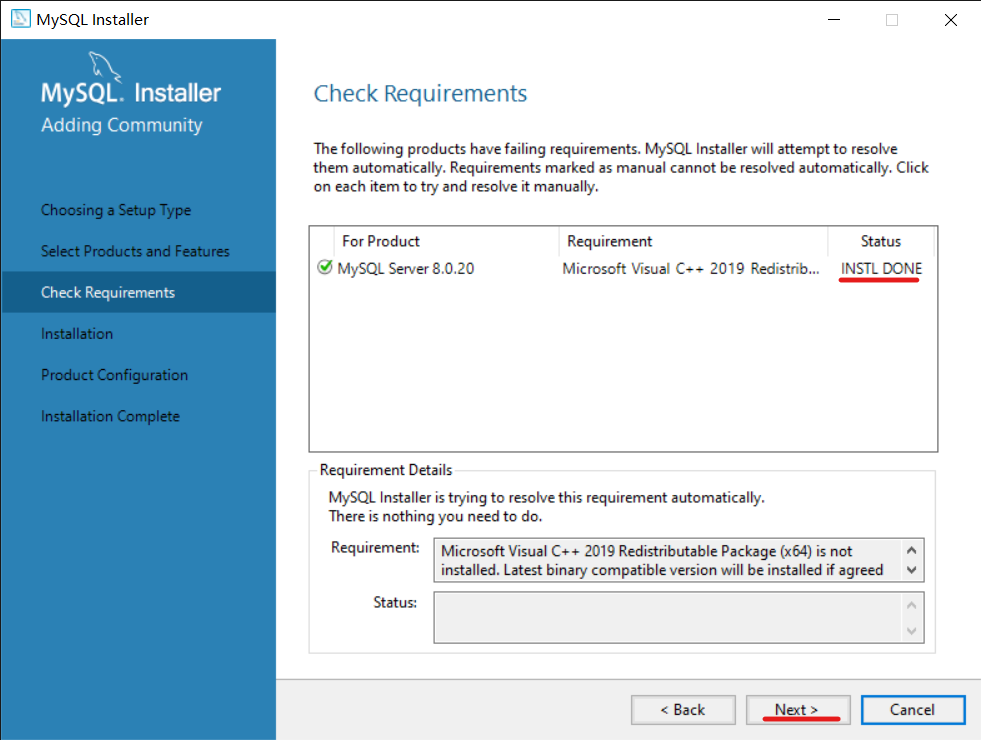 MySQL Installer
MySQL. Installer
Adding Community
Choosing a Setup Type
Select Products and Features
Check Requirements
Installation
Product Configuration
Installation Complete
Check Requirements
The following products have failing requirements. MySQL Installer will attempt to resolve
them automatically. Requirements marked as manual cannot be resolved automatically. Click
on each item to try and resolve it manually.
For Product Requirement Status
MySQL Server 8.0.20 Microsoft Visual C++ 2019 Redistrib... INSTL DONE
Requirement Details
MySQL Installer is trying to resolve this requirement automatically.
There is nothing you need to do.
Requirement: Microsoft Visual C++ 2019 Redistributable Package (x64) is not
installed. Latest binary compatible version will be installed if agreed
Status:
< Back Next > Cancel